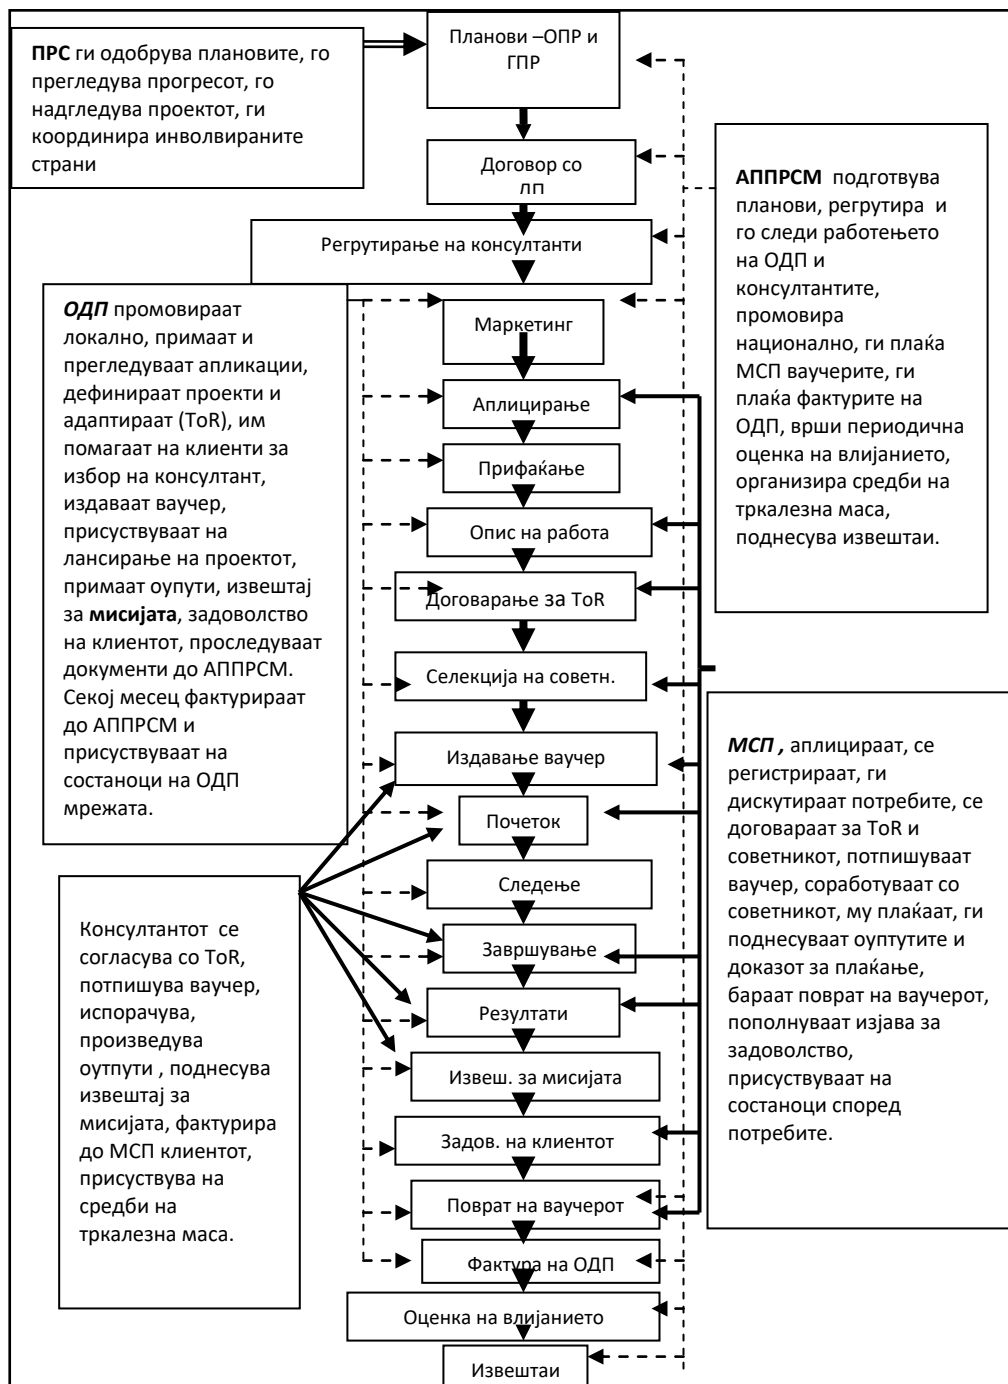 ПРС ги одобрува плановите, го
прегледува прогресот, го
надгледува проектот, ги
координира инволвираните
страни
Планови –ОПР и
ГПР
Договор со
Регрутирање на консултанти
Маркетинг
Аплицирање
Прифаќање
Опис на работа
Договарање за ToR
Селекција на советн.
Издавање ваучер
Почеток
Следење
Завршување
Резултати
Извеш. за мисијата
Задов. на клиентот
Поврат на ваучерот
Фактура на ОДП
Оценка на влијанието
Извештаи
ОДП промовираат
локално, примаат и
прегледуваат апликации,
дефинираат проекти и
адаптираат (ToR), им
помагаат на клиенти за
избор на консултант,
издаваат ваучер,
присуствуваат на
лансирање на проектот,
примаат оупути, извештај
за мисијата, задоволство
на клиентот, проследуваат
документи до АППРСМ.
Секој месец фактурираат
до АППРСМ и
присуствуваат на
состаноци на ОДП
мрежата.
Консултантот се
согласува со ToR,
потпишува ваучер,
испорачува,
произведува
оутпути , поднесува
извештај за
мисијата, фактурира
до МСП клиентот,
присуствува на
средби на
тркалезна маса.
АППРСМ подготвува
планови, регрутира и
го следи работењето
на ОДП и
консултантите,
промовира
национално, ги плаќа
МСП ваучерите, ги
плаќа фактурите на
ОДП, врши периодична
оценка на влијанието,
организира средби на
тркалезна маса,
поднесува извештаи.
МСП , аплицираат, се
регистрираат, ги
дискутираат потребите, се
договараат за ToR и
советникот, потпишуваат
ваучер, соработуваат со
советникот, му плаќаат, ги
поднесуваат оуптутите и
доказот за плаќање,
бараат поврат на ваучерот,
пополнуваат изјава за
задоволство,
присуствуваат на
состаноци според
потребите.